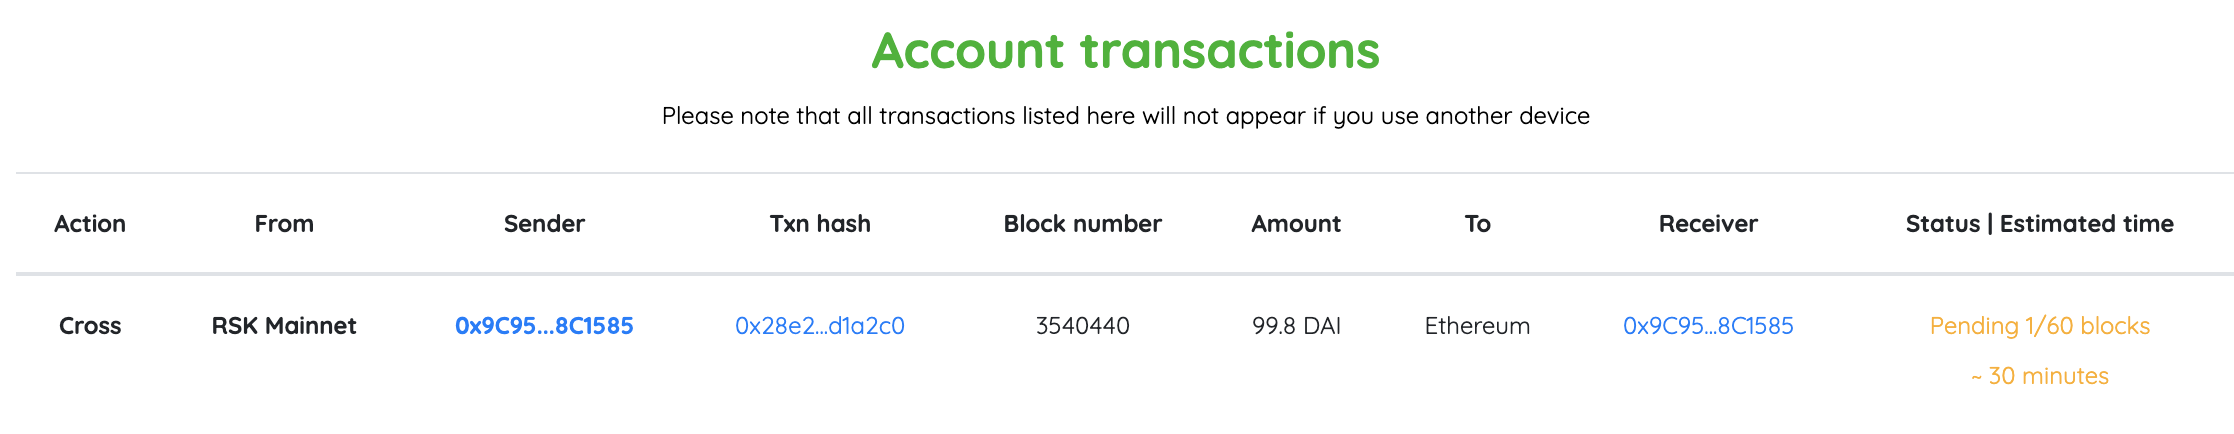 Account transactions
Please note that all transactions listed here will not appear if you use another device
Action From Sender Txn hash Block number Amount To Receiver Status | Estimated time
Cross RSK Mainnet 0x9C95...8C1585 0x28e2...d1a2c0 3540440 99.8 DAI Ethereum 0x9C95...8C1585 Pending 1/60 blocks
~ 30 minutes